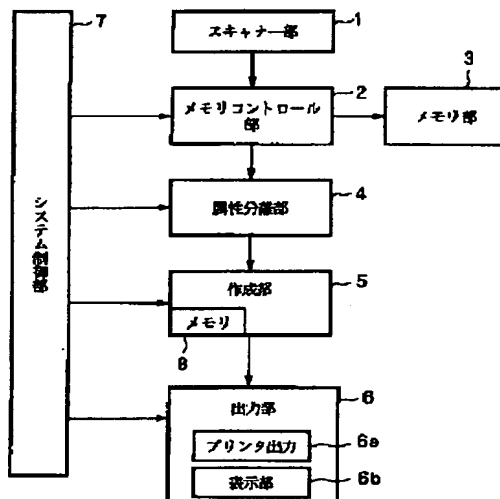 7
1
スキャナー部
2
メモリコントロール
部
3
メモリ部
4
属性分離部
システム制御部
5
作成部
メモリ
8
6
出力部
プリンタ出力
6a
表示部
6b